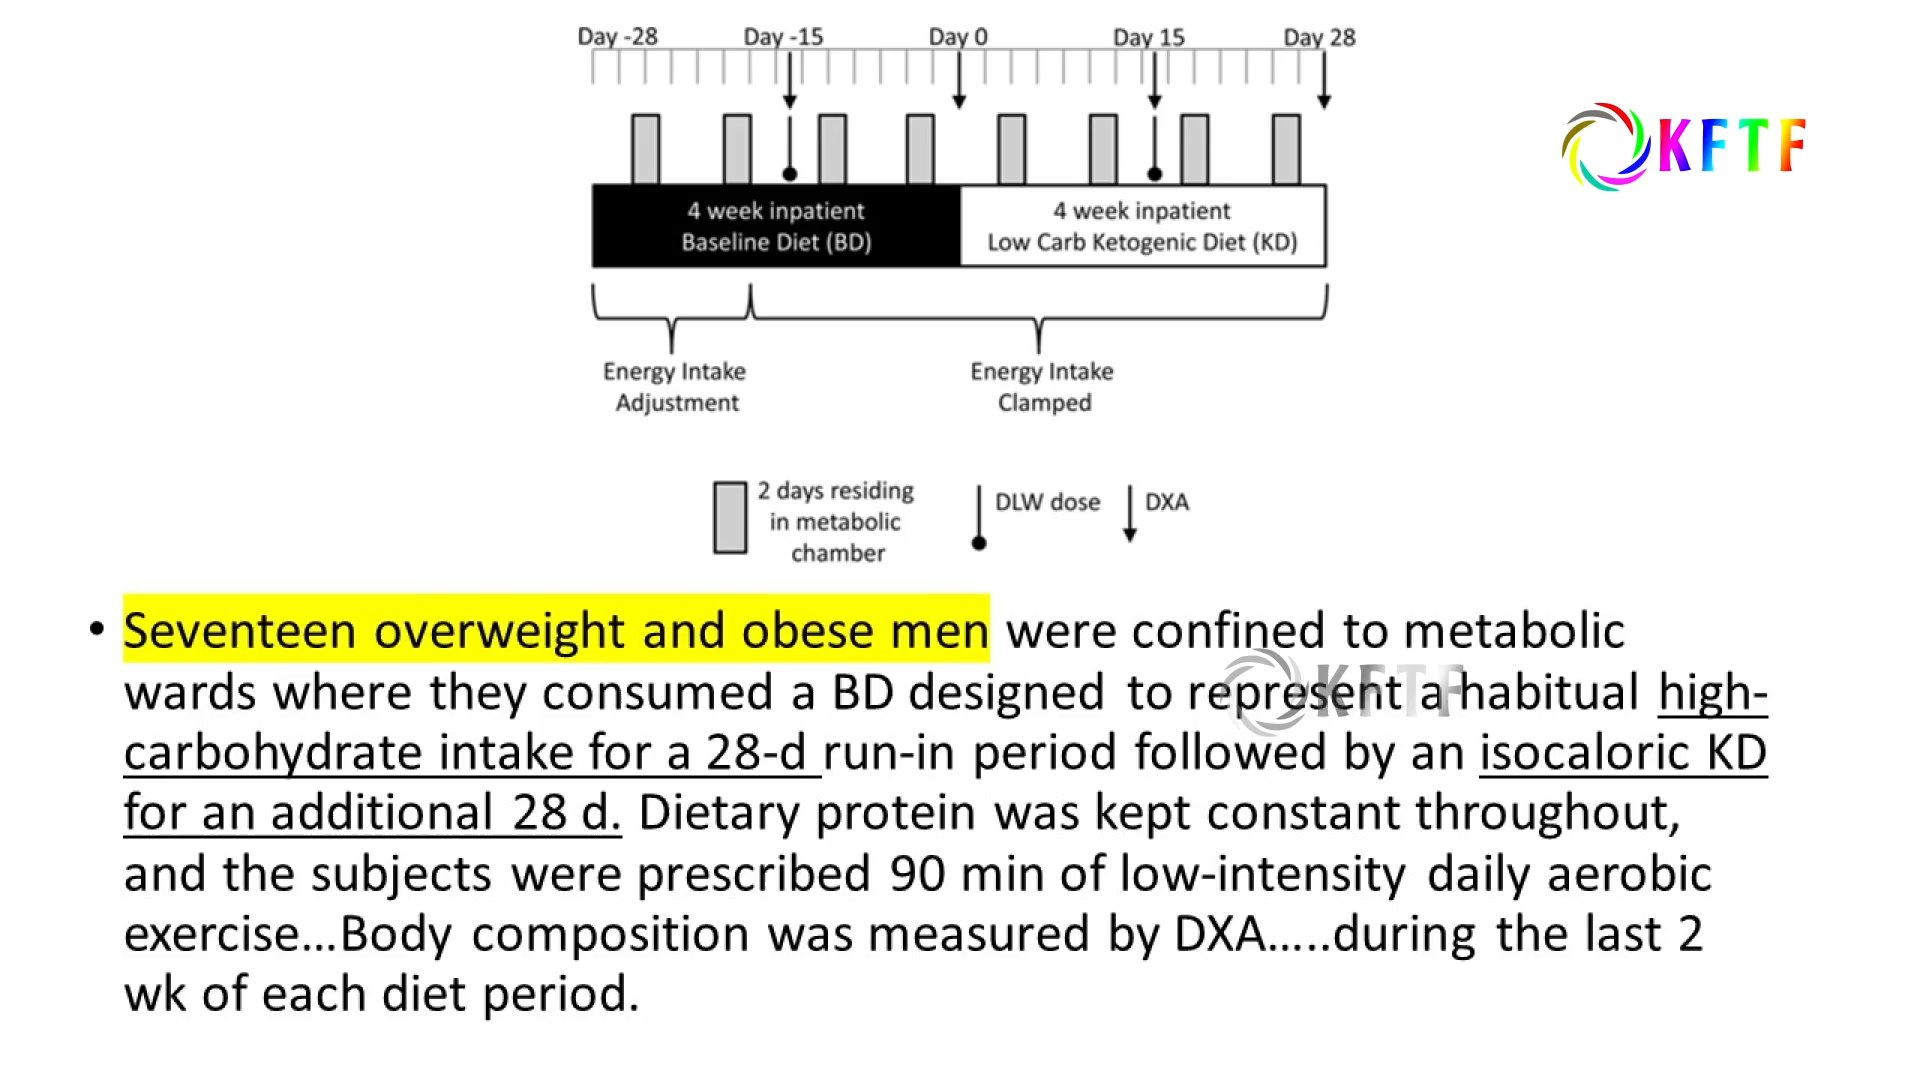 Day -28 Day -15 Day 0 Day 15 Day 28
KFTF
4 week inpatient
Baseline Diet (BD)
4 week inpatient
Low Carb Ketogenic Diet (KD)
Energy Intake
Adjustment
Energy Intake
Clamped
2 days residing
in metabolic
chamber
DLW dose
DXA
• Seventeen overweight and obese men were confined to metabolic
wards where they consumed a BD designed to represent a habitual high-
carbohydrate intake for a 28-d run-in period followed by an isocaloric KD
for an additional 28 d. Dietary protein was kept constant throughout,
and the subjects were prescribed 90 min of low-intensity daily aerobic
exercise...Body composition was measured by DXA.....during the last 2
wk of each diet period.
KFTF